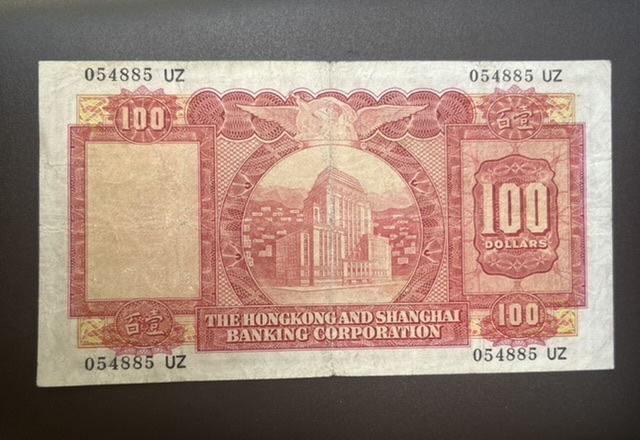 054885 UZ
054885 UZ
100
百壹
100
DOLLARS
THE HONGKONG AND SHANGHAI
BANKING CORPORATION
百壹
100
054885 UZ
054885 UZ